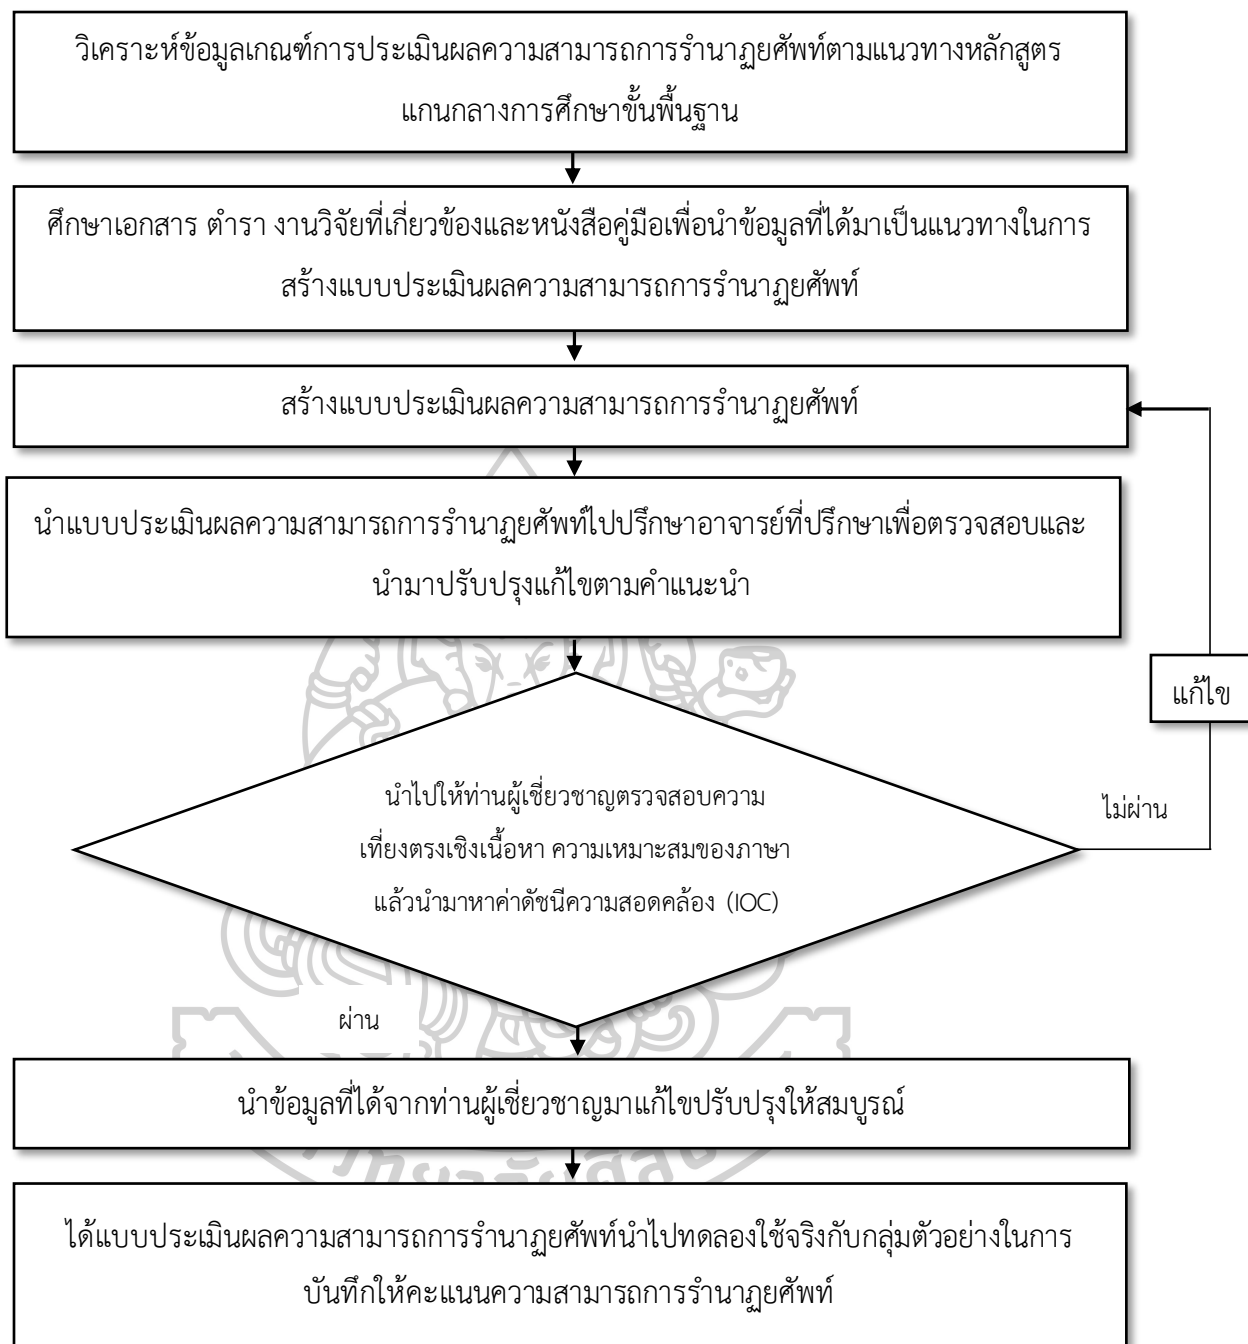 วิเคราะห์ข้อมูลเกณฑ์การประเมินผลความสามารถการรำนาฏยศัพท์ตามแนวทางหลักสูตร
แกนกลางการศึกษาขั้นพื้นฐาน
ศึกษาเอกสาร ตำรา งานวิจัยที่เกี่ยวข้องและหนังสือคู่มือเพื่อนำข้อมูลที่ได้มาเป็นแนวทางในการ
สร้างแบบประเมินผลความสามารถการรำนาฏยศัพท์
สร้างแบบประเมินผลความสามารถการรำนาฏยศัพท์
นำแบบประเมินผลความสามารถการรำนาฏยศัพท์ไปปรึกษาอาจารย์ที่ปรึกษาเพื่อตรวจสอบและ
นำมาปรับปรุงแก้ไขตามคำแนะนำ
แก้ไข
นำไปให้ท่านผู้เชี่ยวชาญตรวจสอบความ
เที่ยงตรงเชิงเนื้อหา ความเหมาะสมของภาษา
แล้วนำมาหาค่าดัชนีความสอดคล้อง (IOC)
ไม่ผ่าน
ผ่าน
นำข้อมูลที่ได้จากท่านผู้เชี่ยวชาญมาแก้ไขปรับปรุงให้สมบูรณ์
ได้แบบประเมินผลความสามารถการรำนาฏยศัพท์นำไปทดลองใช้จริงกับกลุ่มตัวอย่างในการ
บันทึกให้คะแนนความสามารถการรำนาฏยศัพท์